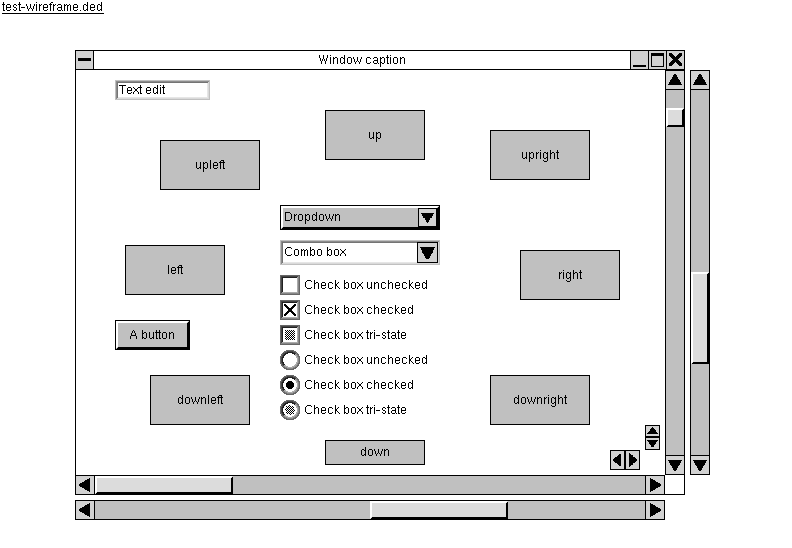 test-wireframe.ded
Window caption
Text edit
up
upright
upleft
Dropdown
Combo box
left
right
Check box unchecked
Check box checked
A button
Check box tri-state
Check box unchecked
Check box checked
downleft
downright
Check box tri-state
down